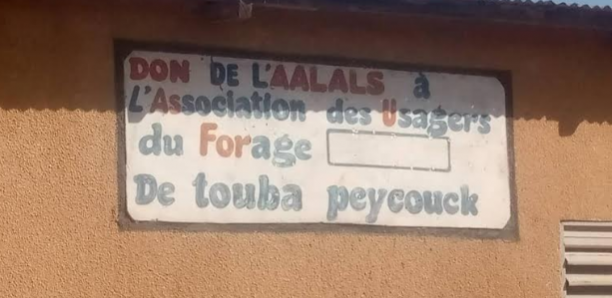 DON DE L'AALALS à
L'Association des Usagers
du Forage
De touba peycouck